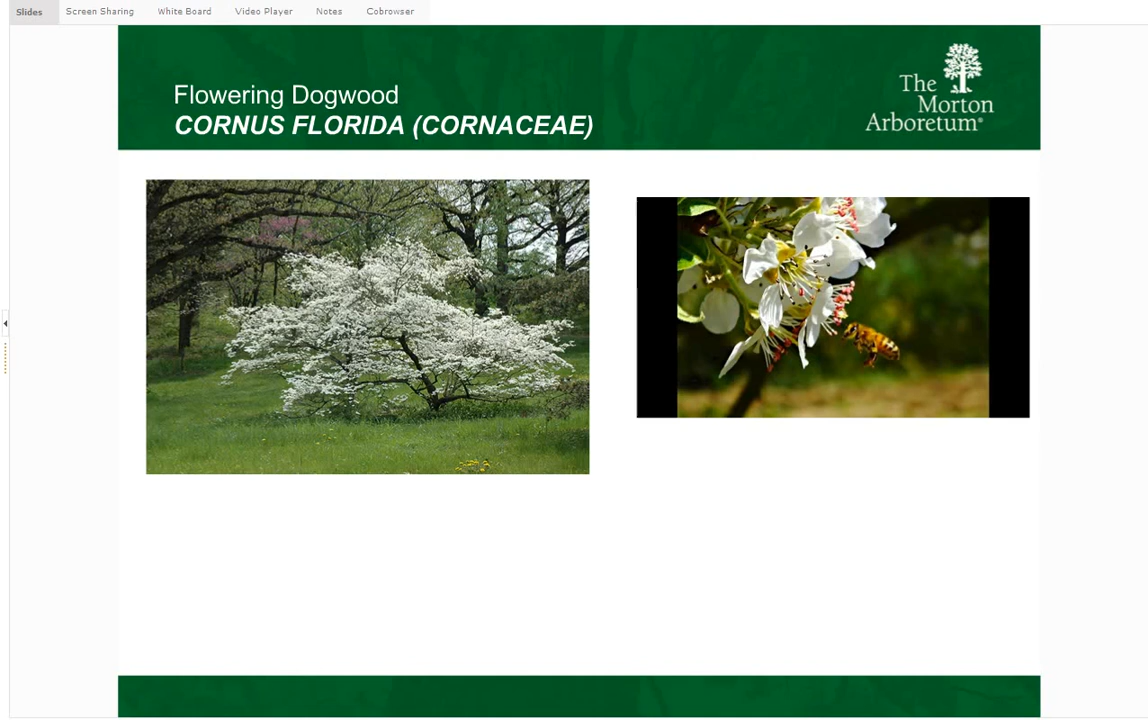 Slides Screen Sharing White Board Video Player Notes Cobrowser
Flowering Dogwood
CORNUS FLORIDA (CORNACEAE)
The
Morton
Arboretum®